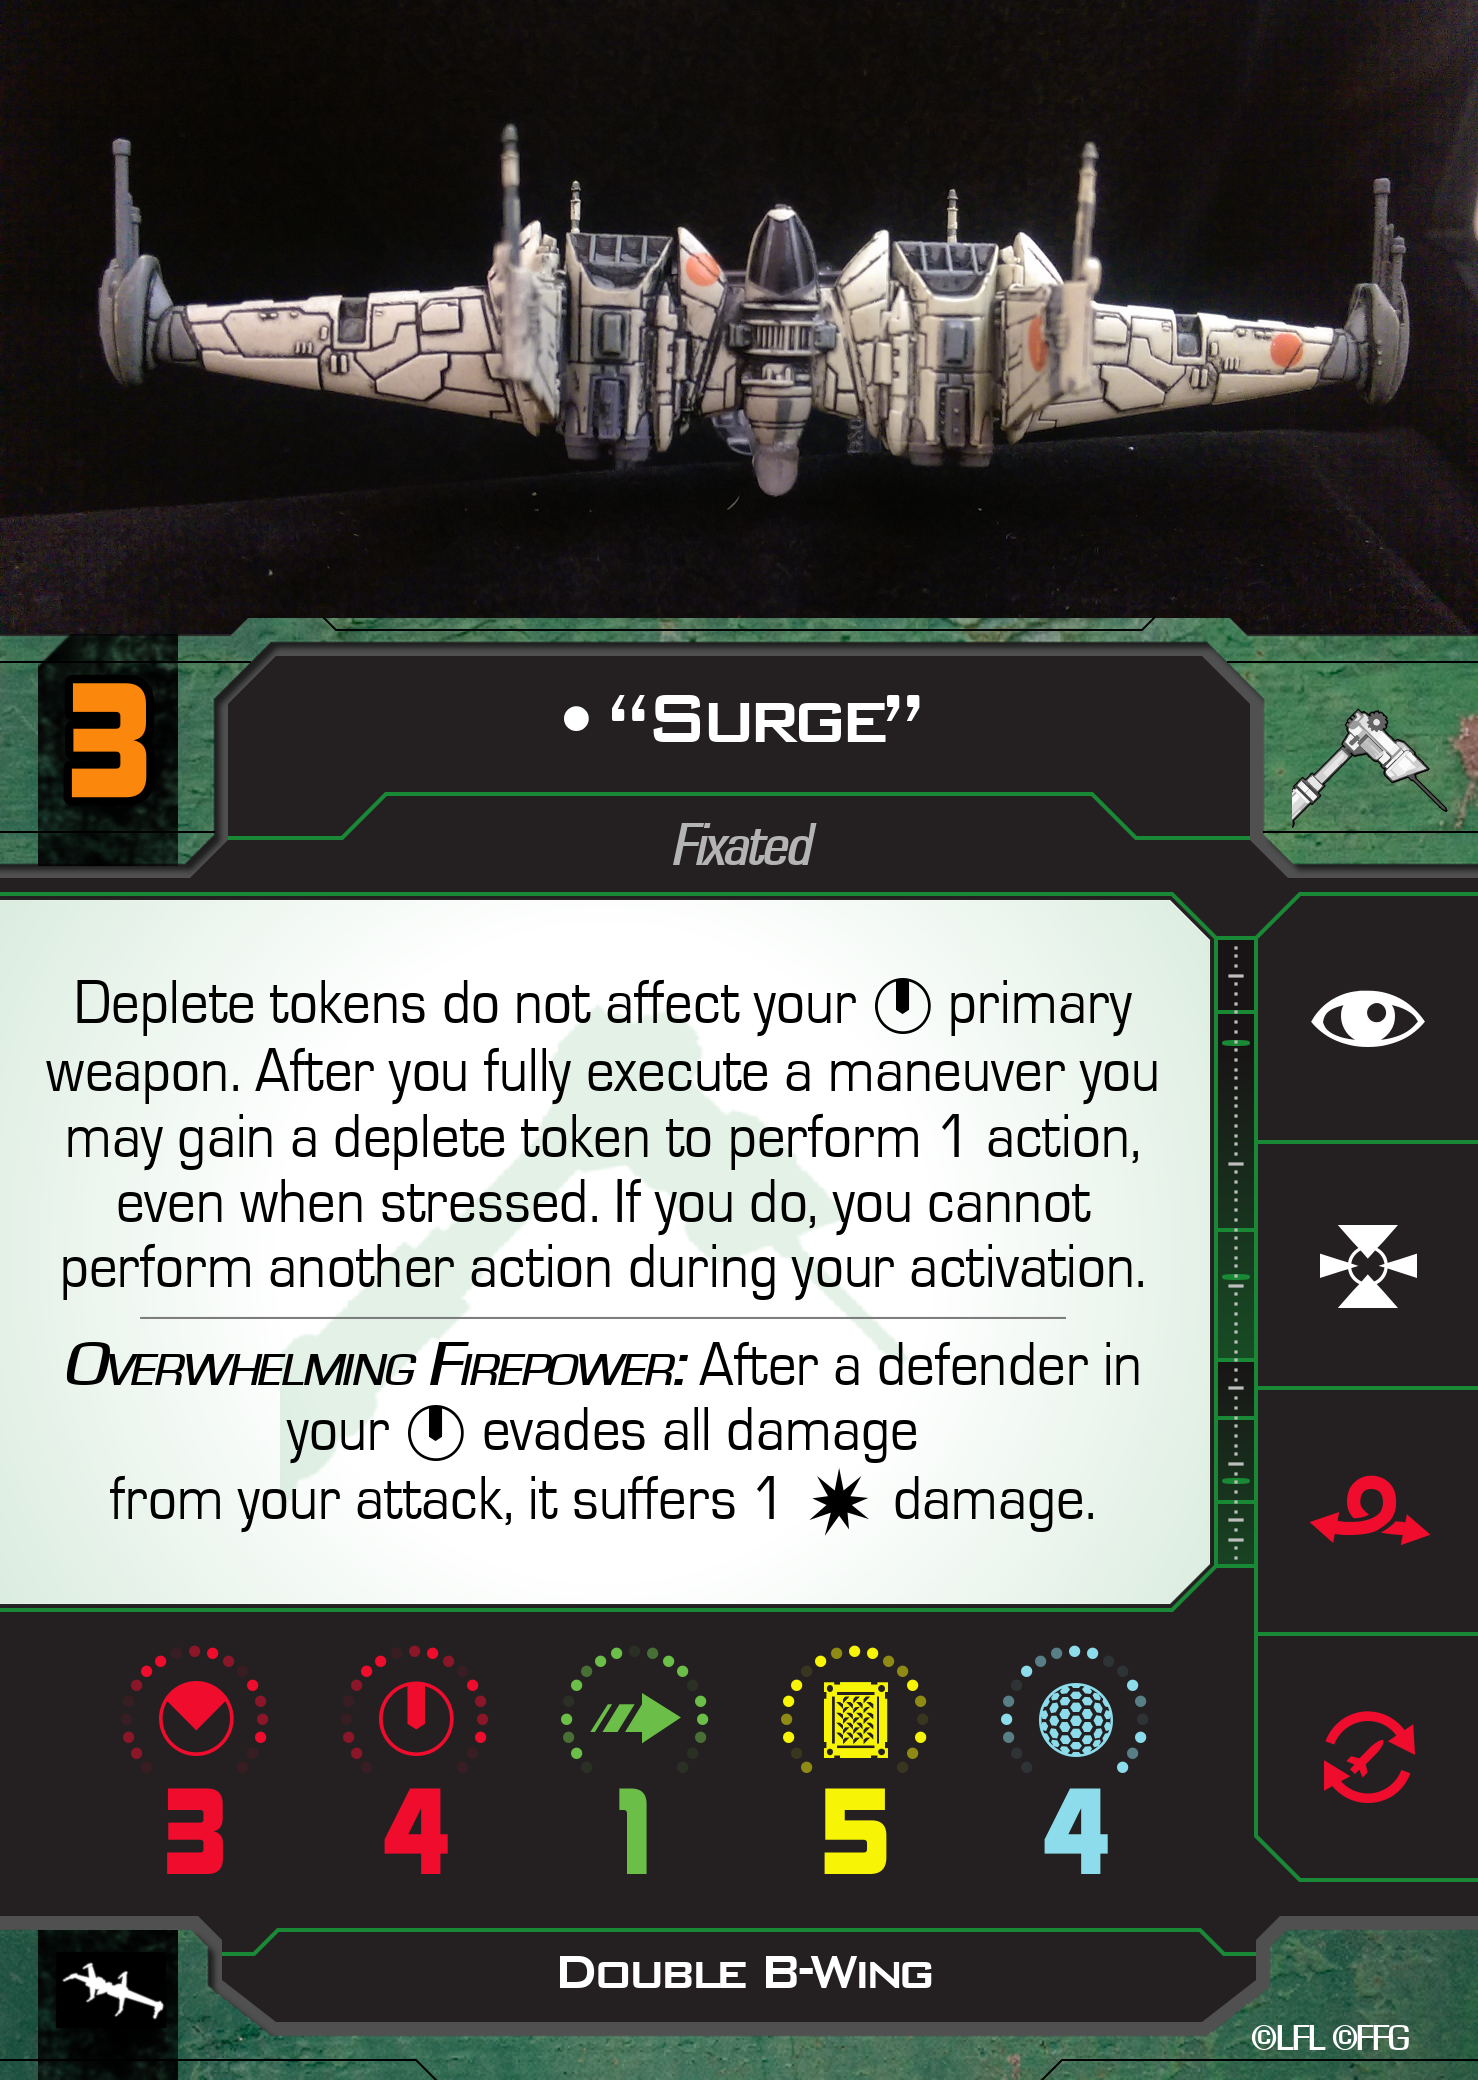 3
• “Surge”
Fixated
Deplete tokens do not affect your primary
weapon. After you fully execute a maneuver you
may gain a deplete token to perform 1 action,
even when stressed. If you do, you cannot
perform another action during your activation.
Overwhelming Firepower: After a defender in
your evades all damage
from your attack, it suffers 1 damage.
3 4 1 5 4
Double B-Wing
©LFL ©FFG